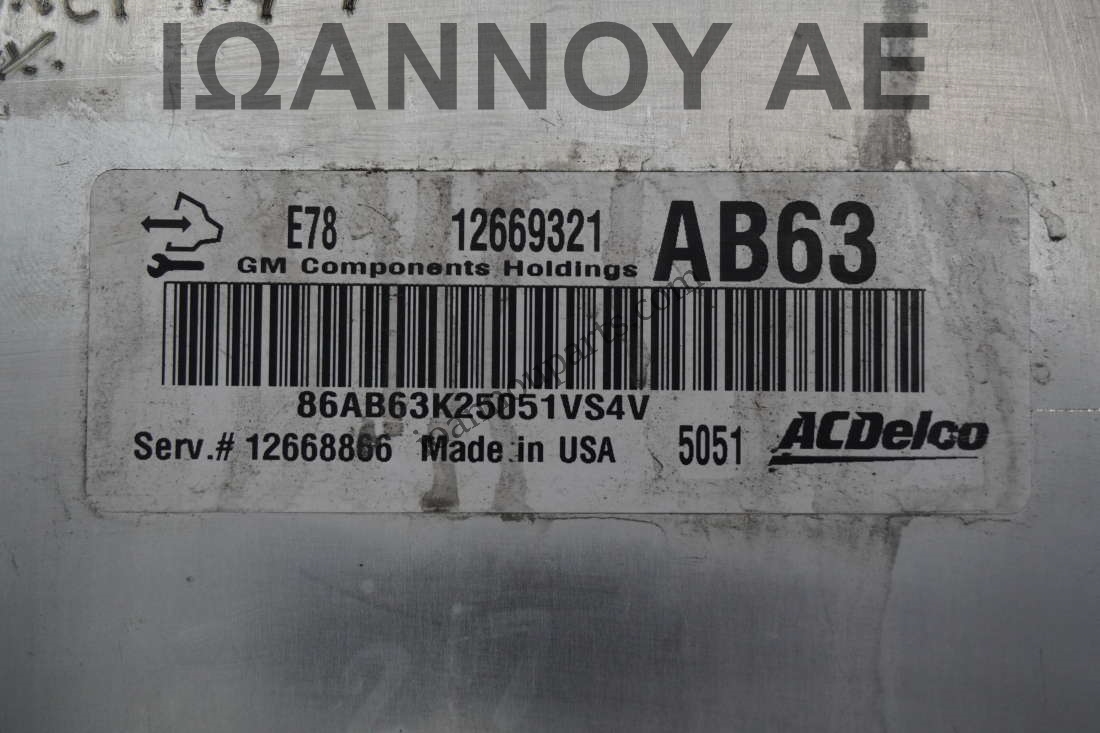 ΙΩΑΝΝΟΥ ΑΕ
E78 12669321 AB63
GM Components Holdings
86AB63K25051VS4V
Serv.# 12668866 Made in USA 5051 ACDelco